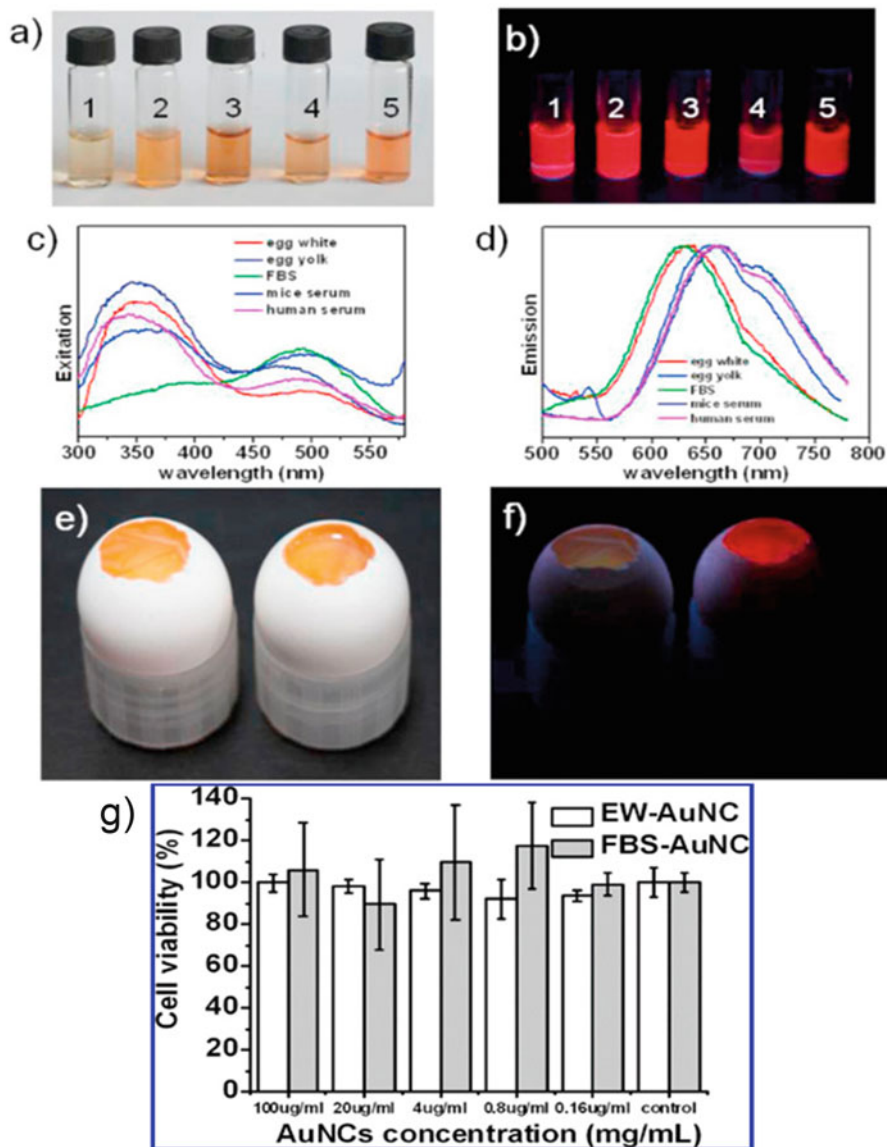 a)
1 2 3 4 5
b)
1 2 3 4 5
c)
egg white
egg yolk
FBS
mice serum
human serum
Exitation
300 350 400 450 500 550
wavelength (nm)
d)
egg white
egg yolk
FBS
mice serum
human serum
Emission
500 550 600 650 700 750 800
wavelength (nm)
e)
f)
g)
140
120
100
80
60
40
20
0
Cell viability (%)
EW-AuNC
FBS-AuNC
100ug/ml 20ug/ml 4ug/ml 0.8ug/ml 0.16ug/ml control
AuNCs concentration (mg/mL)